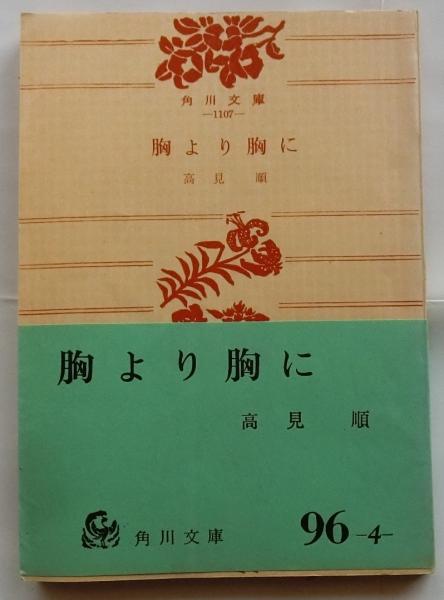 角川文庫
—1107—
胸より胸に
高見順
胸より胸に
高見順
角川文庫
96-4-